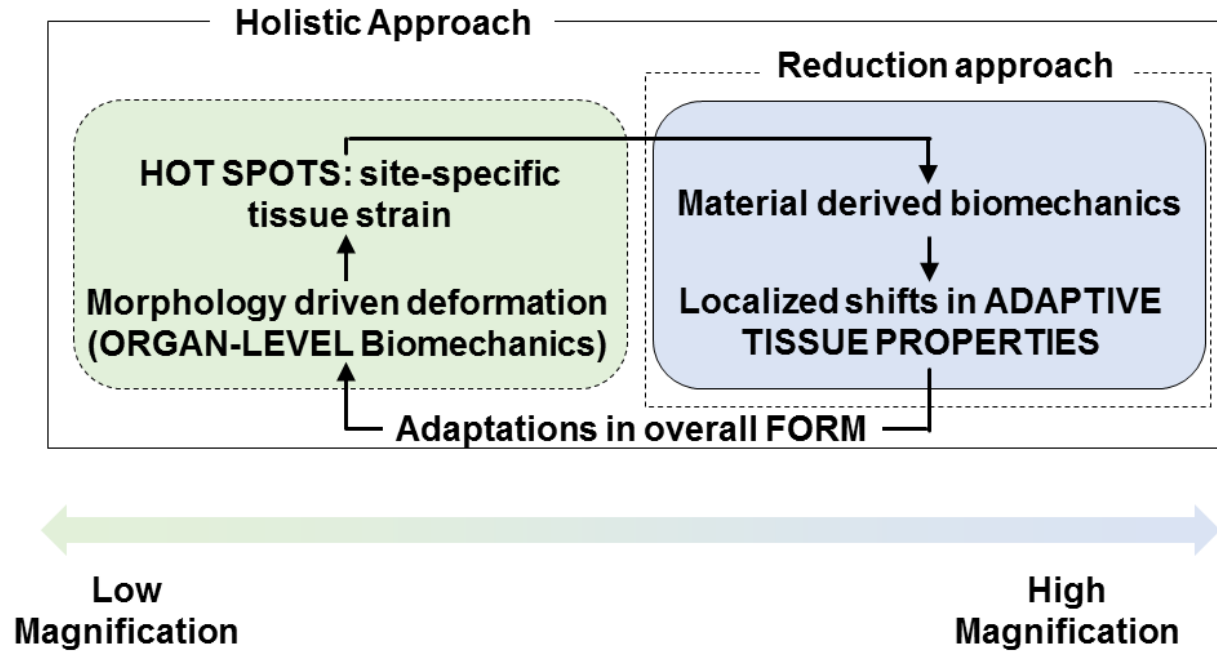 Holistic Approach
Reduction approach
HOT SPOTS: site-specific
tissue strain
Morphology driven deformation
(ORGAN-LEVEL Biomechanics)
Material derived biomechanics
Localized shifts in ADAPTIVE
TISSUE PROPERTIES
Adaptations in overall FORM
Low
Magnification
High
Magnification